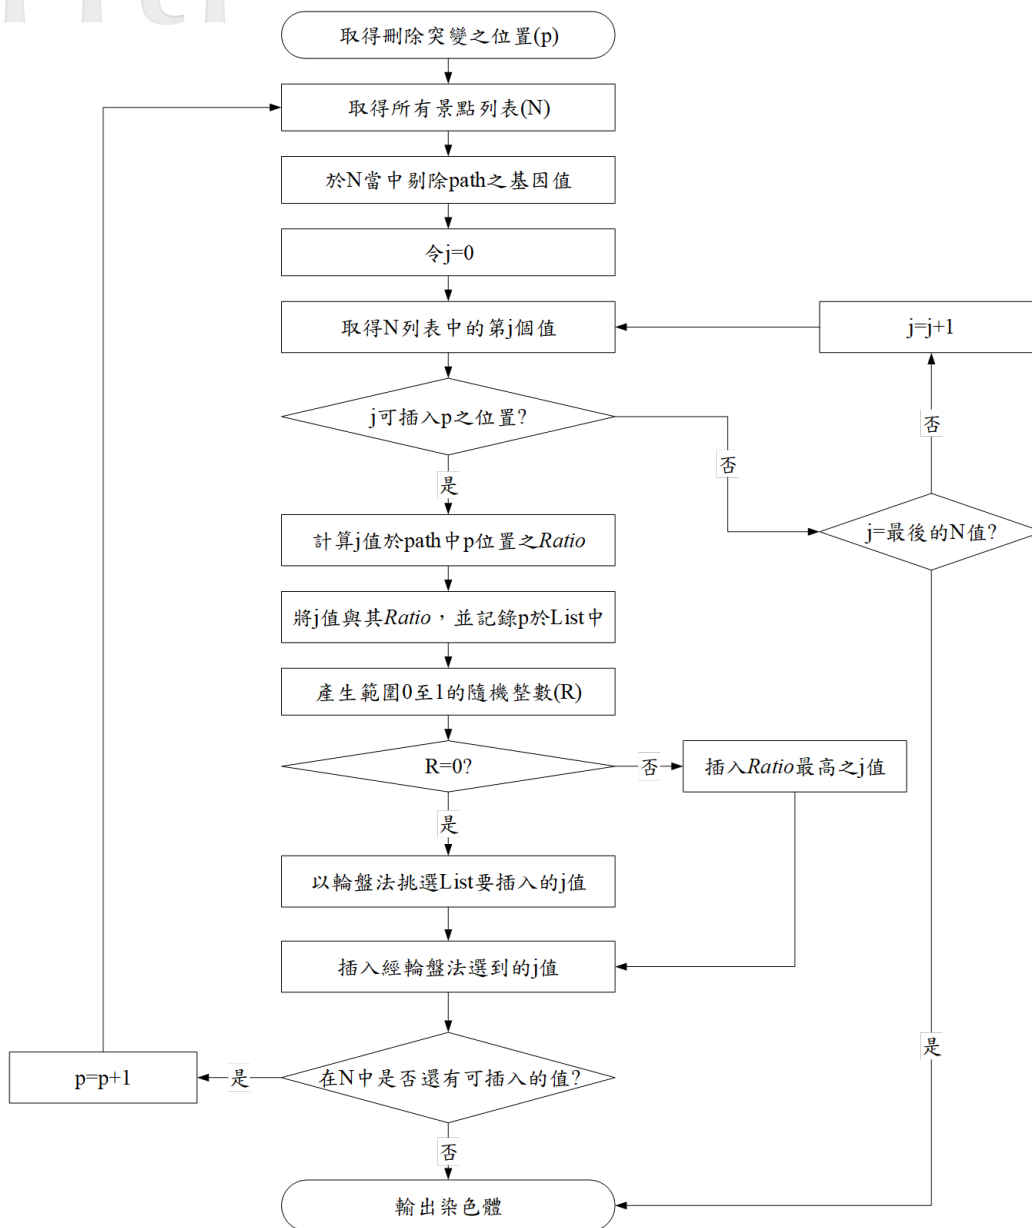 取得刪除突變之位置(p)
取得所有景點列表(N)
於N當中剔除path之基因值
令j=0
取得N列表中的第j個值
j=j+1
j可插入p之位置?
否
否
是
j=最後的N值?
計算j值於path中p位置之Ratio
將j值與其Ratio，並記錄p於List中
產生範圍0至1的隨機整數(R)
R=0?
否
插入Ratio最高之j值
是
以輪盤法挑選List要插入的j值
插入經輪盤法選到的j值
是
在N中是否還有可插入的值?
是
p=p+1
否
輸出染色體